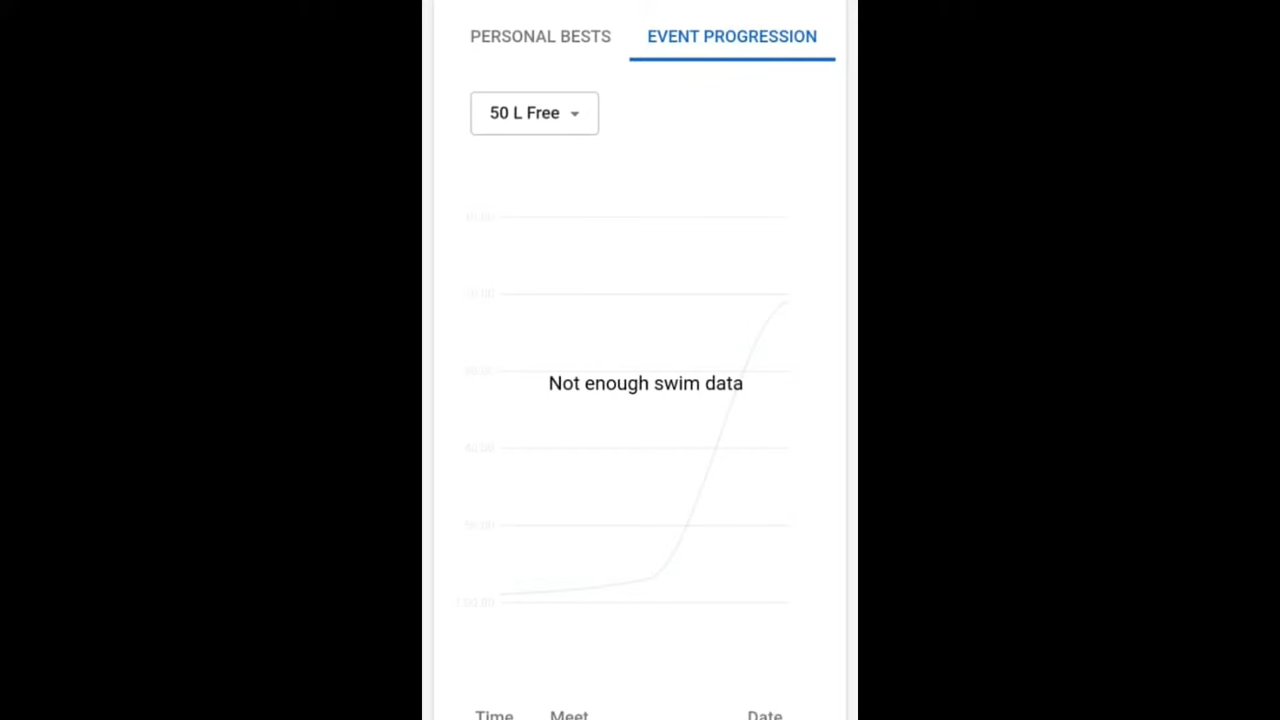 PERSONAL BESTS EVENT PROGRESSION
50 L Free
Not enough swim data
Time Meet Date